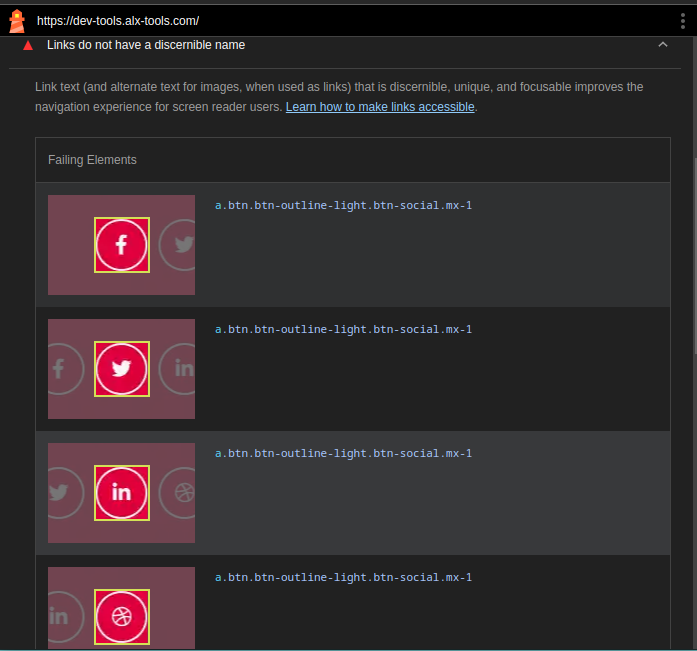 https://dev-tools.alx-tools.com/
Links do not have a discernible name
Link text (and alternate text for images, when used as links) that is discernible, unique, and focusable improves the
navigation experience for screen reader users. Learn how to make links accessible.
Failing Elements
a.btn.btn-outline-light.btn-social.mx-1
a.btn.btn-outline-light.btn-social.mx-1
a.btn.btn-outline-light.btn-social.mx-1
a.btn.btn-outline-light.btn-social.mx-1